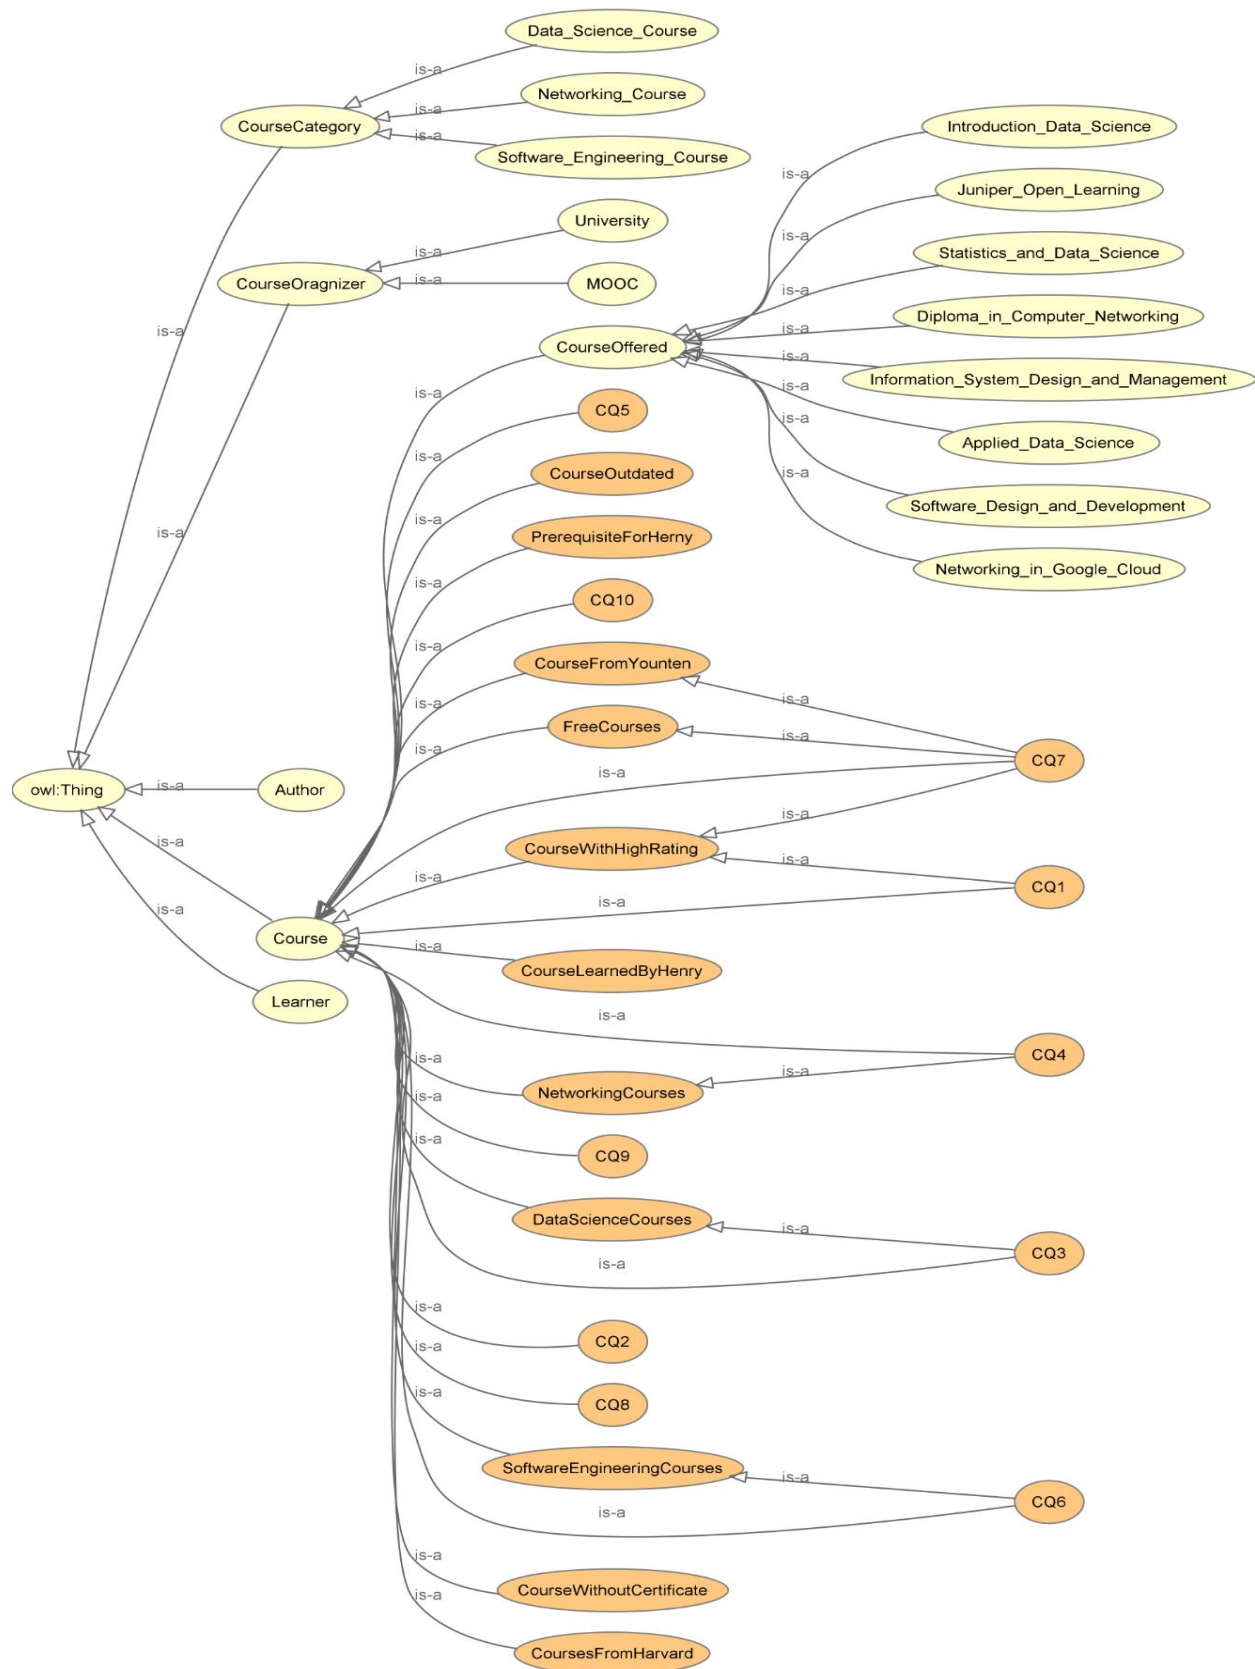 Data_Science_Course
is-a
Networking_Course
is-a
CourseCategory
is-a
Software_Engineering_Course
University
is-a
CourseOragnizer
is-a
MOOC
is-a
is-a
Introduction_Data_Science
is-a
Juniper_Open_Learning
is-a
Statistics_and_Data_Science
is-a
Diploma_in_Computer_Networking
is-a
CourseOffered
is-a
Information_System_Design_and_Management
is-a
Applied_Data_Science
is-a
Software_Design_and_Development
is-a
Networking_in_Google_Cloud
is-a
CQ5
is-a
CourseOutdated
is-a
PrerequisiteForHerny
is-a
CQ10
is-a
CourseFromYounten
is-a
is-a
FreeCourses
is-a
is-a
CQ7
is-a
owl:Thing
is-a
Author
is-a
is-a
CourseWithHighRating
is-a
is-a
CQ1
is-a
is-a
Course
is-a
CourseLearnedByHenry
Learner
is-a
CQ4
is-a
NetworkingCourses
is-a
is-a
CQ9
is-a
DataScienceCourses
is-a
CQ3
is-a
is-a
CQ2
is-a
CQ8
is-a
SoftwareEngineeringCourses
is-a
CQ6
is-a
is-a
CourseWithoutCertificate
is-a
CoursesFromHarvard